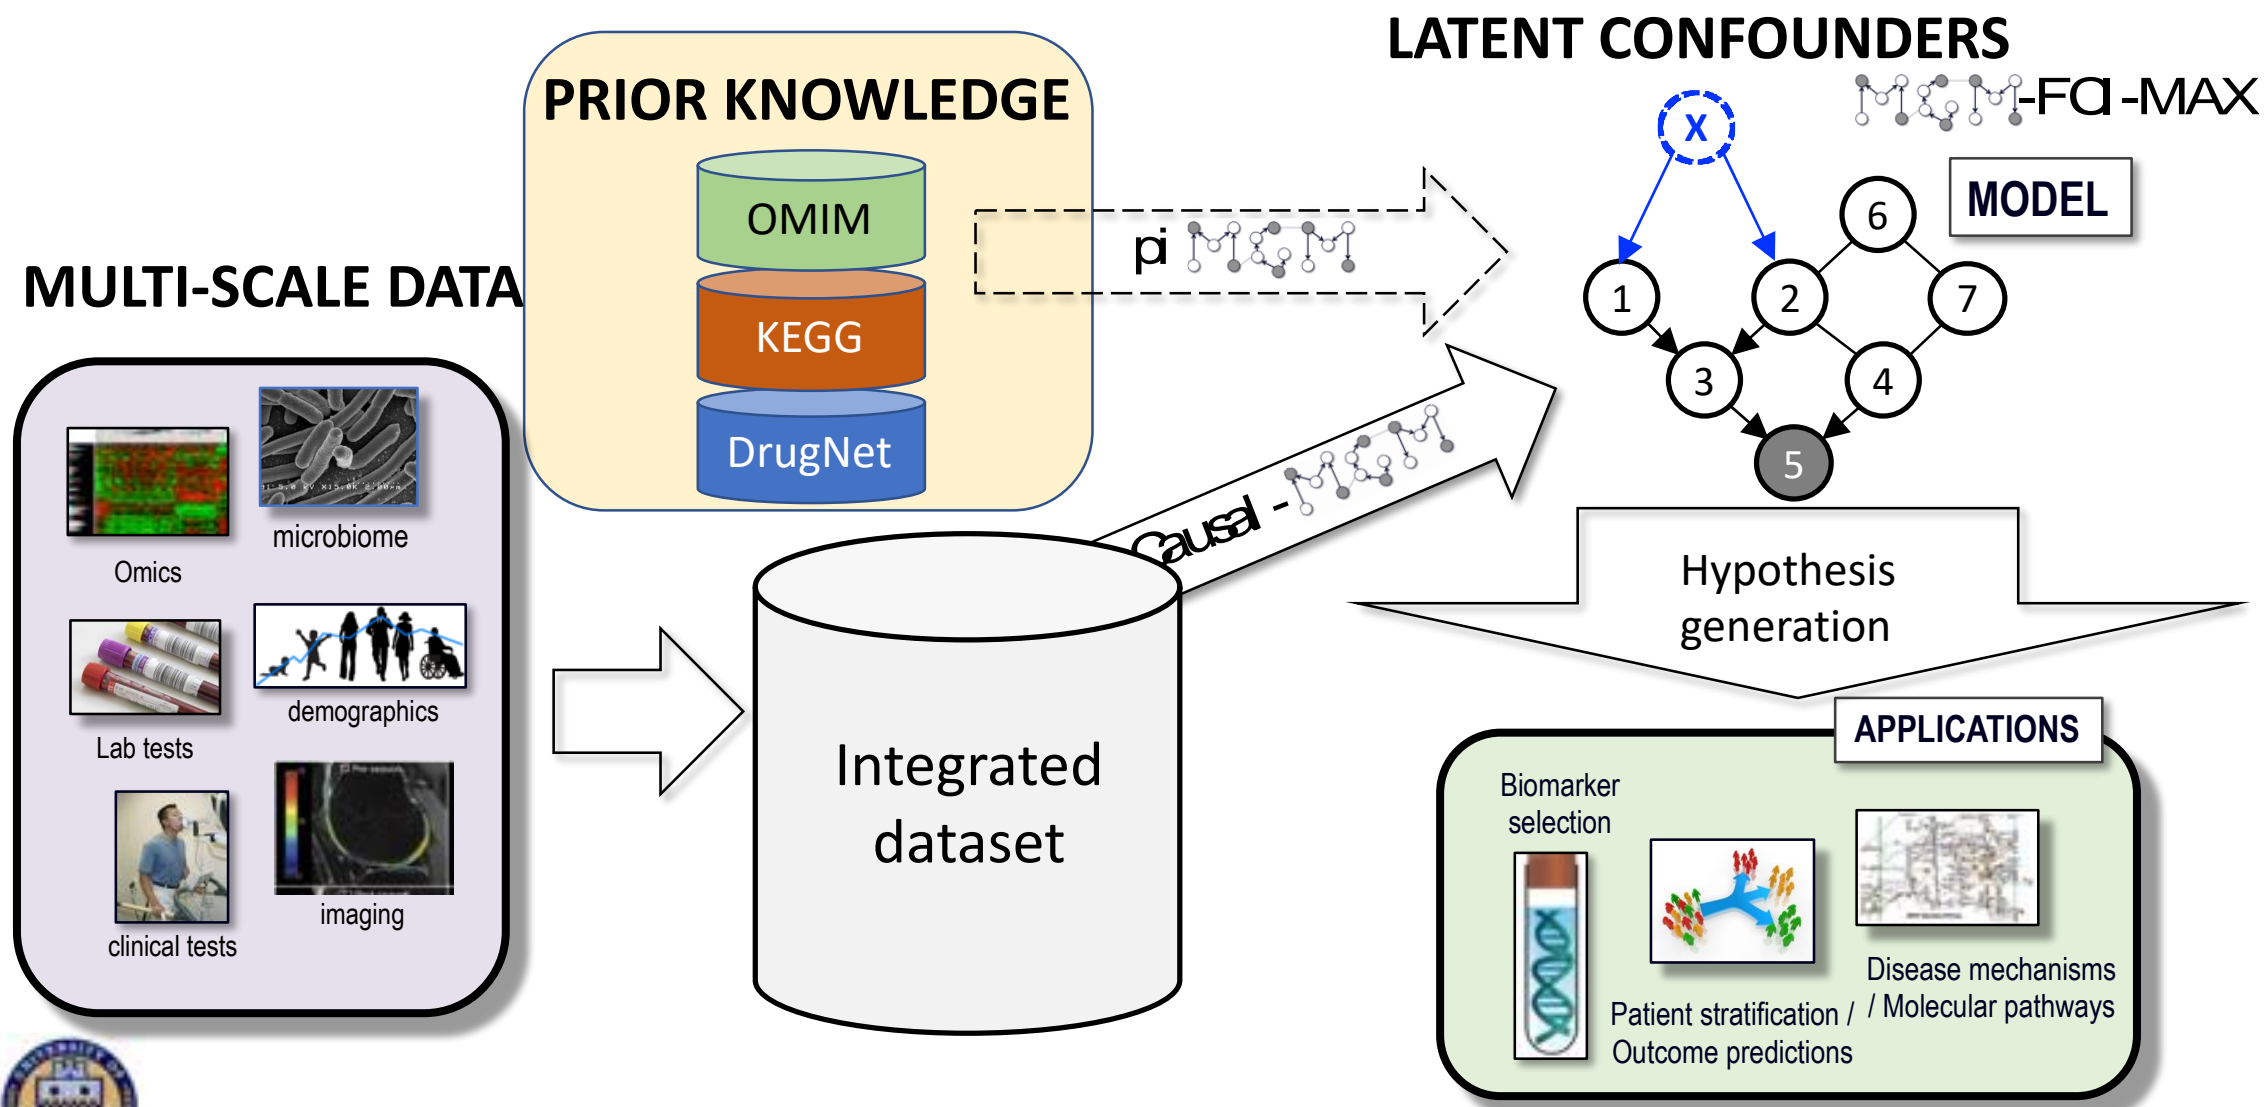 LATENT CONFOUNDERS
MGM-FCI-MAX
PRIOR KNOWLEDGE
X
MODEL
OMIM
6
pi MGM
MULTI-SCALE DATA
1
2
7
KEGG
3
4
DrugNet
5
Causal - MGM
microbiome
Omics
Hypothesis
generation
demographics
Lab tests
APPLICATIONS
Integrated
dataset
Biomarker
selection
imaging
clinical tests
Disease mechanisms
/ Molecular pathways
Patient stratification /
Outcome predictions
UNIVERSITY OF